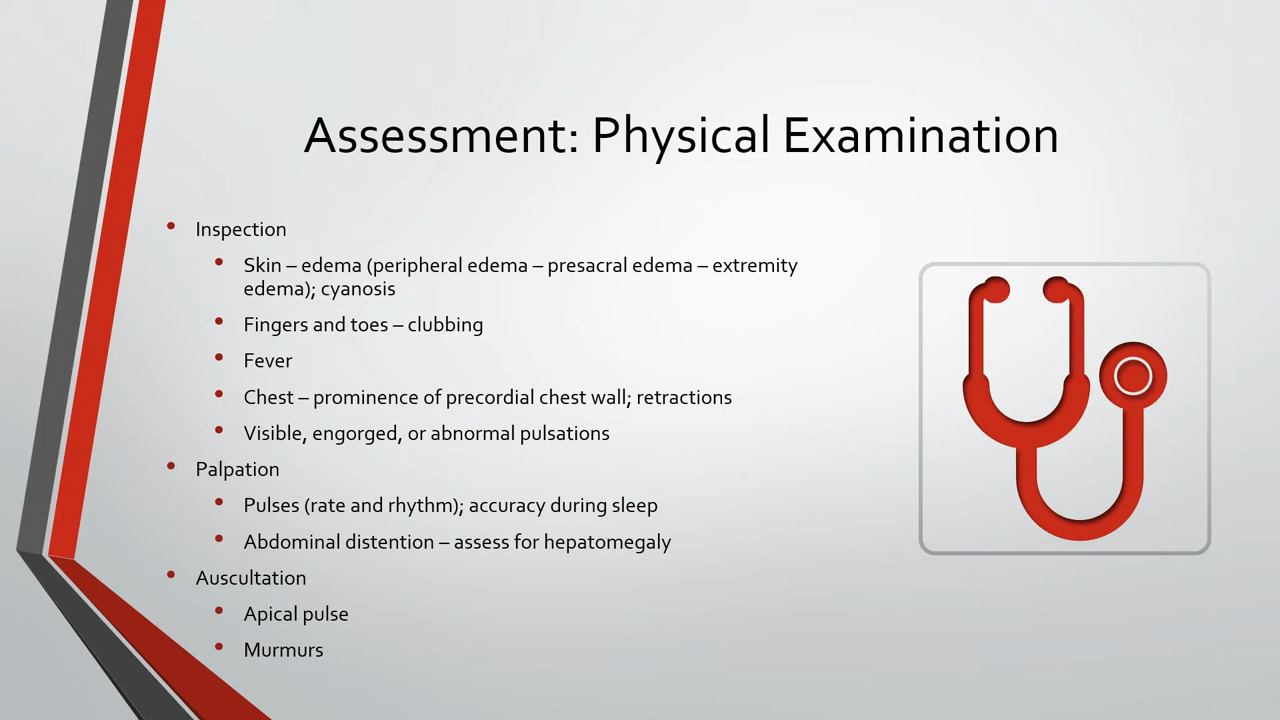 Assessment: Physical Examination
• Inspection
• Skin – edema (peripheral edema – presacral edema – extremity
edema); cyanosis
• Fingers and toes – clubbing
• Fever
• Chest – prominence of precordial chest wall; retractions
• Visible, engorged, or abnormal pulsations
• Palpation
• Pulses (rate and rhythm); accuracy during sleep
• Abdominal distention – assess for hepatomegaly
• Auscultation
• Apical pulse
• Murmurs